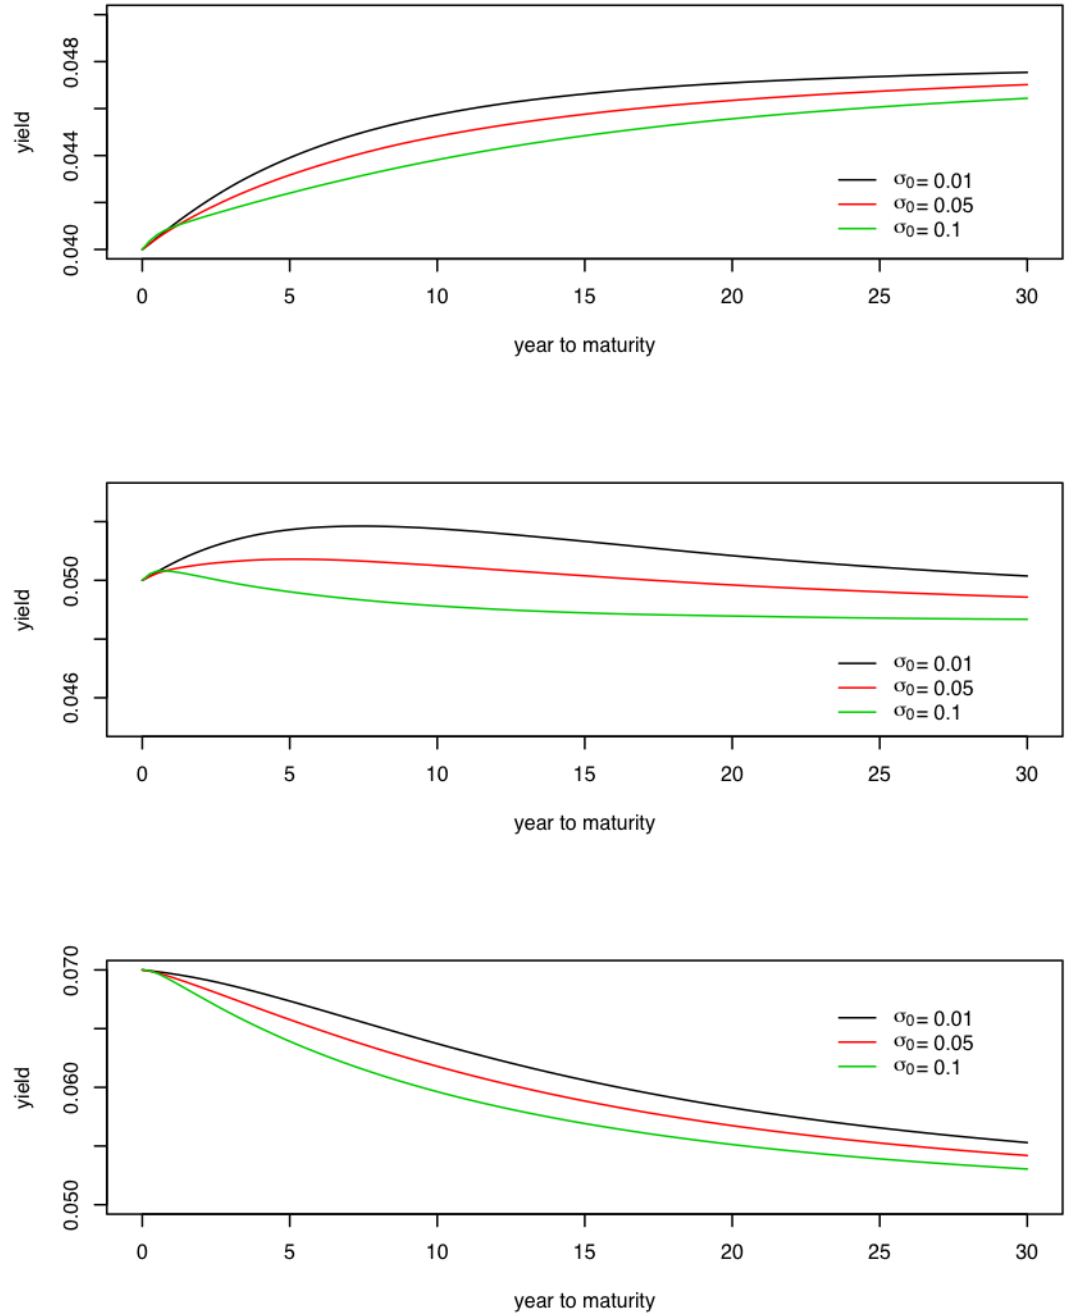 0.048
0.044
0.040
yield
σ0 = 0.01
σ0 = 0.05
σ0 = 0.1
0 5 10 15 20 25 30
year to maturity
0.050
0.046
yield
σ0 = 0.01
σ0 = 0.05
σ0 = 0.1
0 5 10 15 20 25 30
year to maturity
0.070
0.060
0.050
yield
σ0 = 0.01
σ0 = 0.05
σ0 = 0.1
0 5 10 15 20 25 30
year to maturity